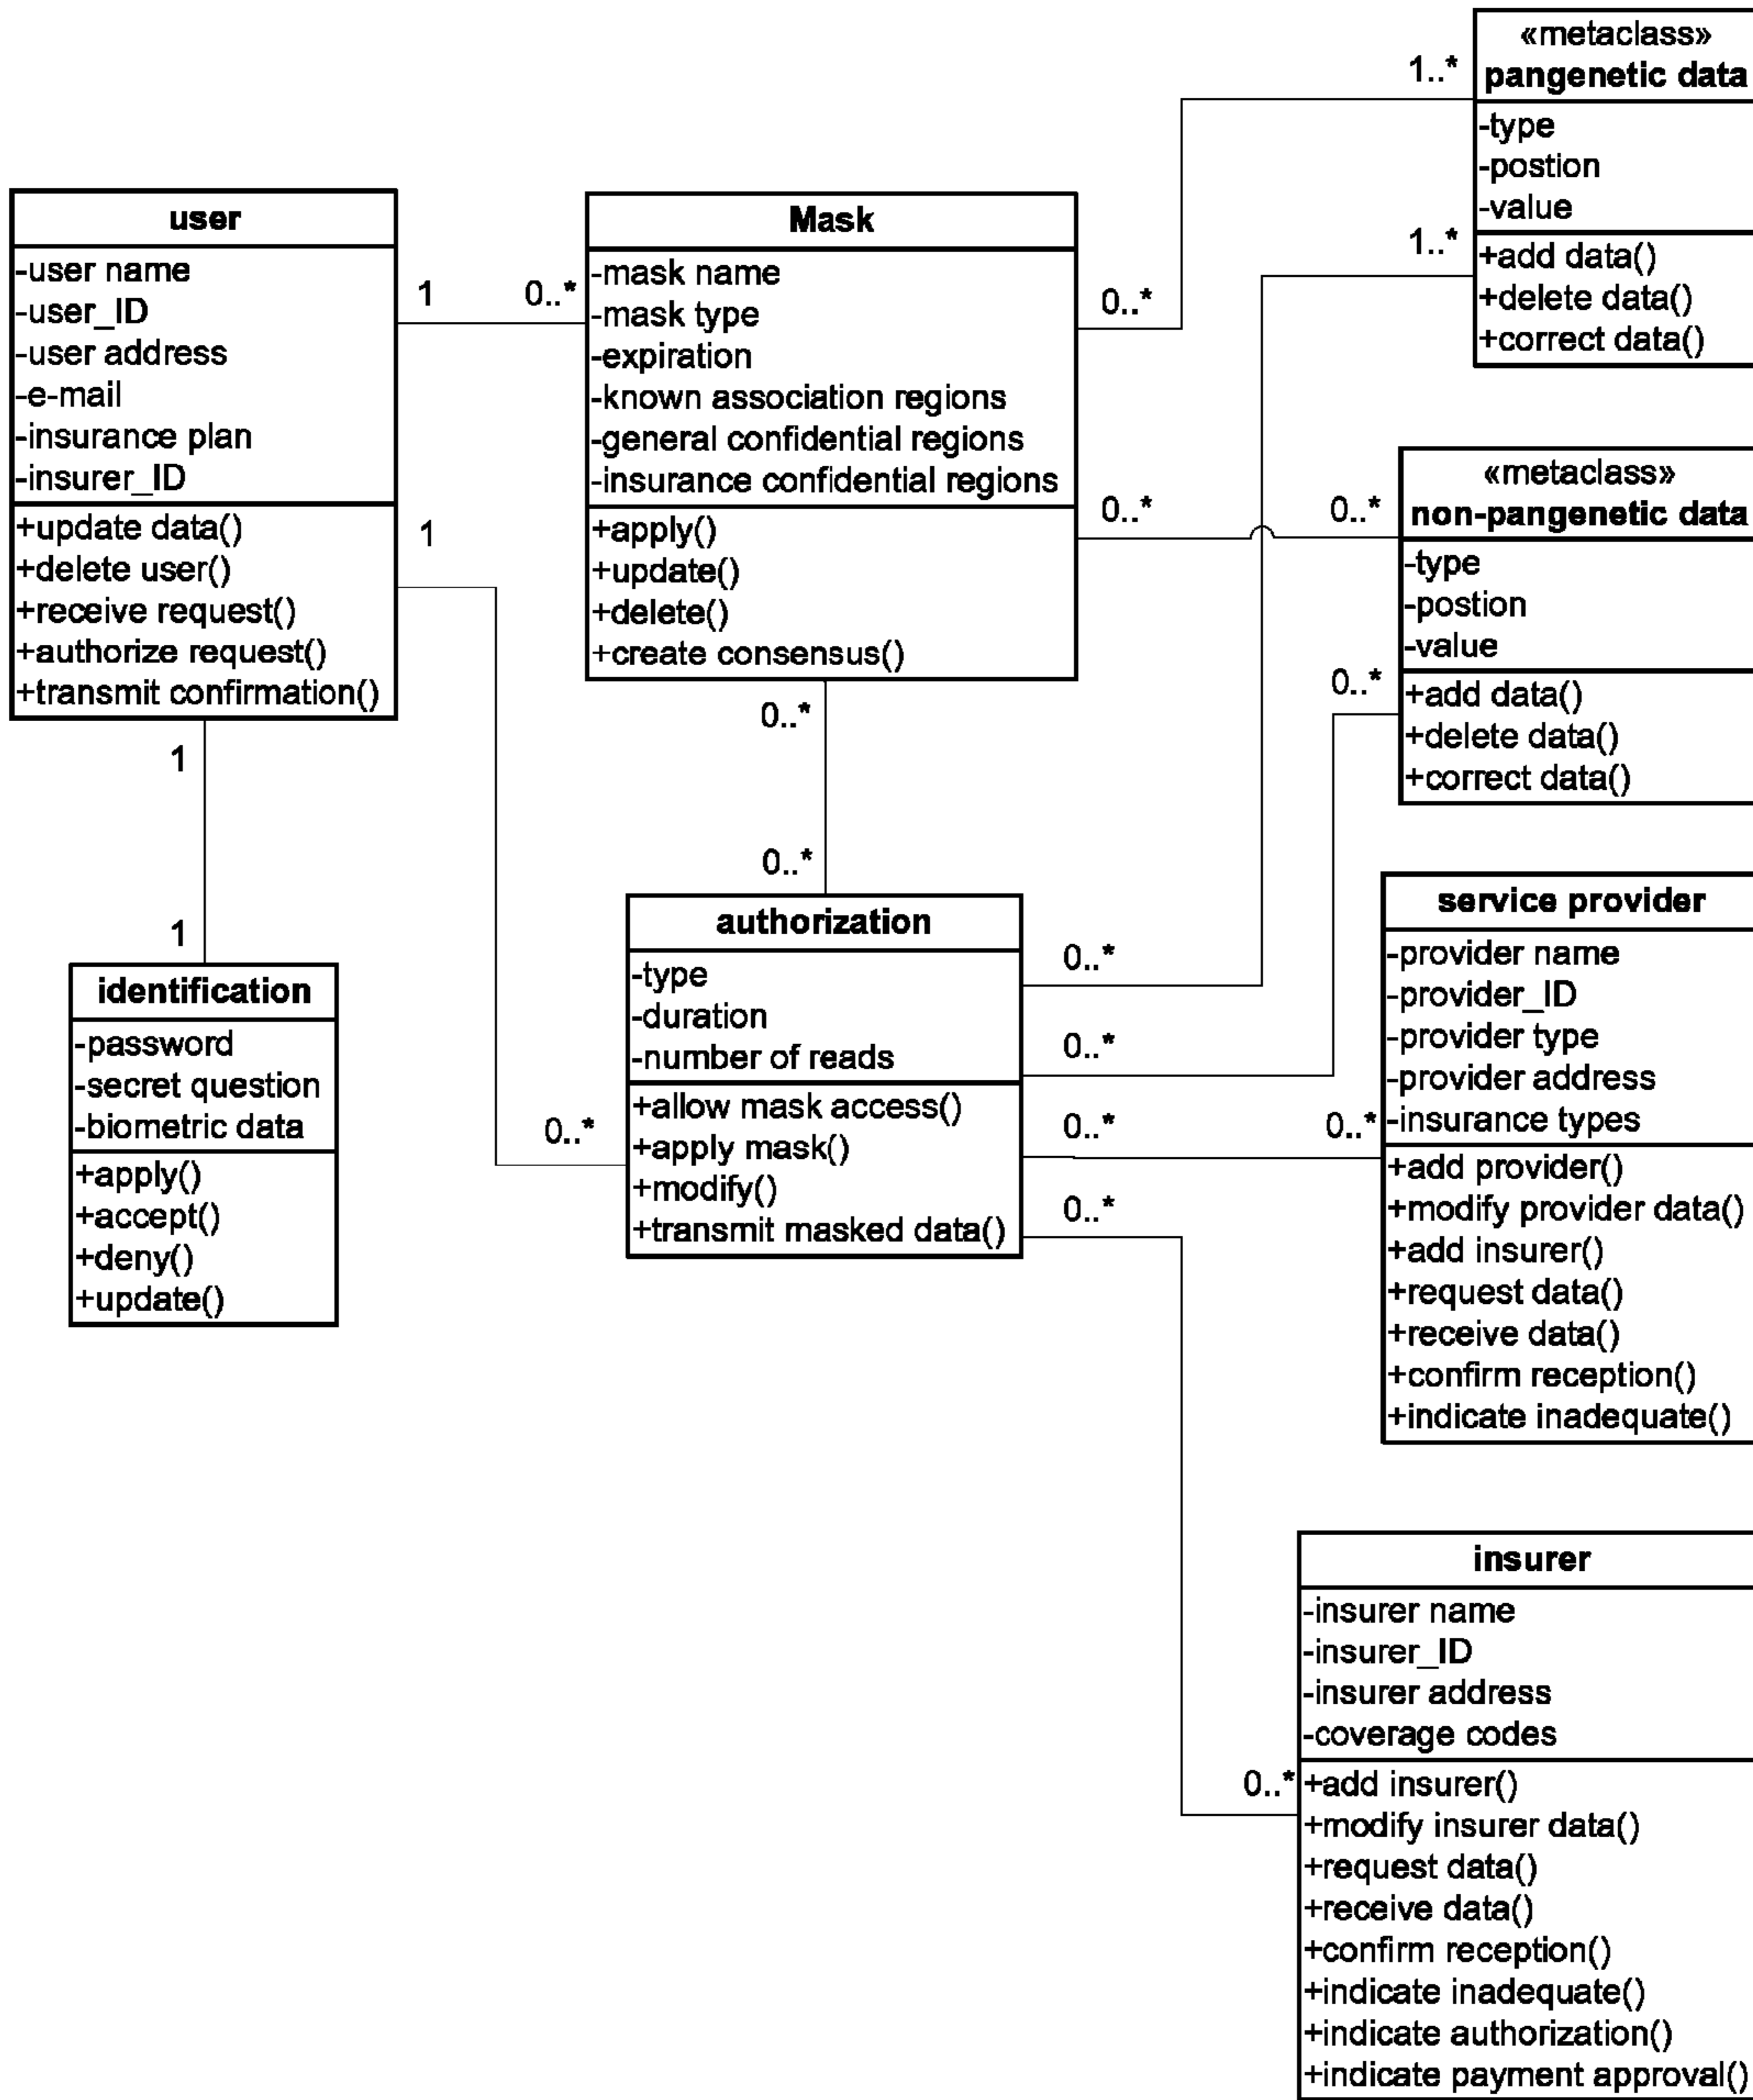 «metaclass»
pangenetic data
-type
-postion
-value
+add data()
+delete data()
+correct data()
1..*
1..*
user
-user name
-user_ID
-user address
-e-mail
-insurance plan
-insurer_ID
+update data()
+delete user()
+receive request()
+authorize request()
+transmit confirmation()
1
0..*
1
1
Mask
-mask name
-mask type
-expiration
-known association regions
-general confidential regions
-insurance confidential regions
+apply()
+update()
+delete()
+create consensus()
0..*
0..*
0..*
0..*
«metaclass»
non-pangenetic data
-type
-postion
-value
+add data()
+delete data()
+correct data()
0..*
0..*
1
identification
-password
-secret question
-biometric data
+apply()
+accept()
+deny()
+update()
0..*
authorization
-type
-duration
-number of reads
+allow mask access()
+apply mask()
+modify()
+transmit masked data()
0..*
0..*
0..*
0..*
0..*
service provider
-provider name
-provider_ID
-provider type
-provider address
-insurance types
+add provider()
+modify provider data()
+add insurer()
+request data()
+receive data()
+confirm reception()
+indicate inadequate()
insurer
-insurer name
-insurer_ID
-insurer address
-coverage codes
0..*
+add insurer()
+modify insurer data()
+request data()
+receive data()
+confirm reception()
+indicate inadequate()
+indicate authorization()
+indicate payment approval()